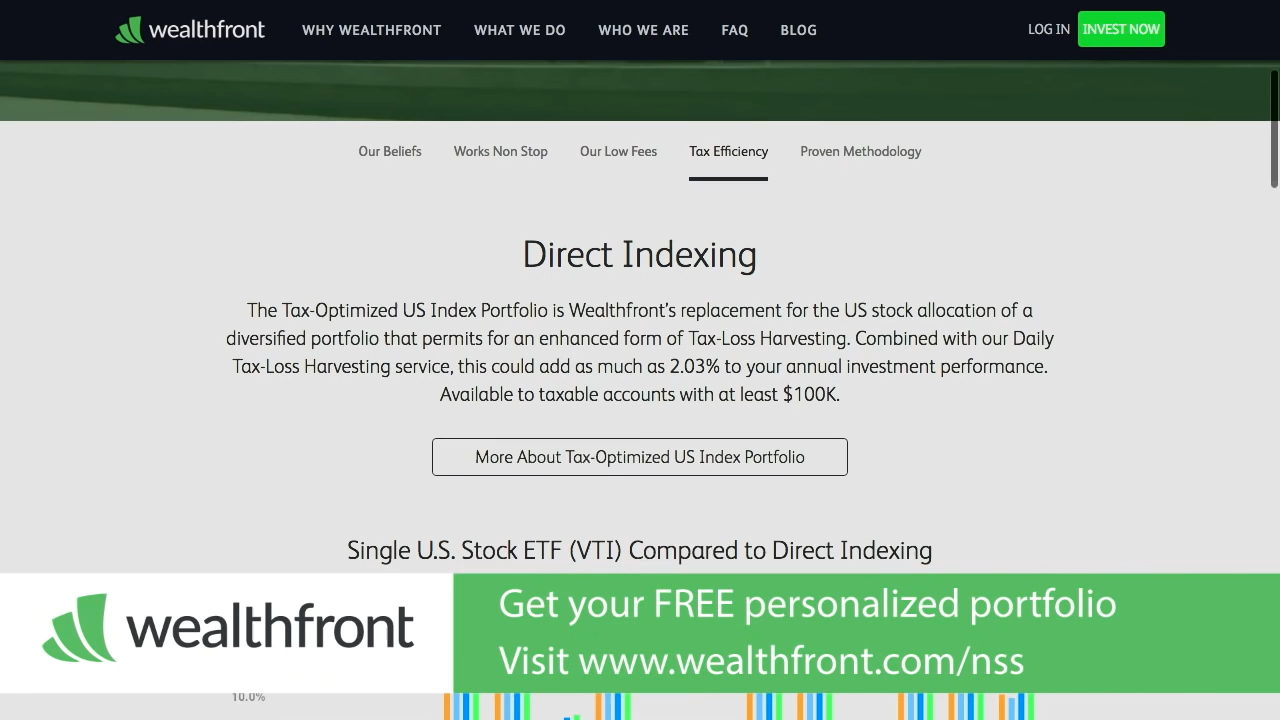 wealthfront WHY WEALTHFRONT WHAT WE DO WHO WE ARE FAQ BLOG LOG IN INVEST NOW
Our Beliefs Works Non Stop Our Low Fees Tax Efficiency Proven Methodology
Direct Indexing
The Tax-Optimized US Index Portfolio is Wealthfront's replacement for the US stock allocation of a
diversified portfolio that permits for an enhanced form of Tax-Loss Harvesting. Combined with our Daily
Tax-Loss Harvesting service, this could add as much as 2.03% to your annual investment performance.
Available to taxable accounts with at least $100K.
More About Tax-Optimized US Index Portfolio
Single U.S. Stock ETF (VTI) Compared to Direct Indexing
wealthfront
Get your FREE personalized portfolio
Visit www.wealthfront.com/nss
10.0%